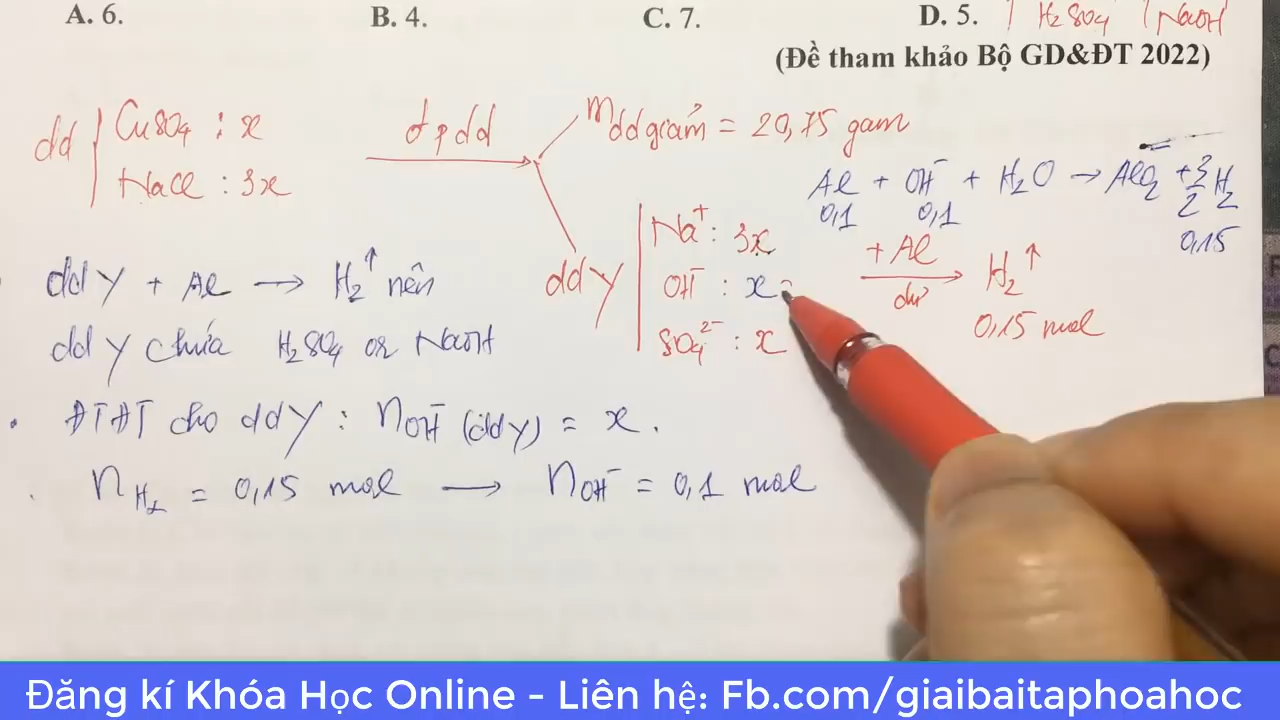 A. 6. B. 4. C. 7. D. 5. | H2SO4 | NaOH
(Đề tham khảo Bộ GD&ĐT 2022)
dd | CuSO4 : x
NaCl : 3x
đpdd
m dd giảm = 20,75 gam
Al + OH⁻ + H2O → AlO2⁻ + 3/2 H2
0,1 0,1 0,15
dd Y | Na⁺ : 3x
OH⁻ : x =
SO4²⁻ : x
+ Al
dư
H2↑
0,15 mol
dd Y + Al → H2↑ nên
dd Y chứa H2SO4 or NaOH
. ĐTĐT cho dd Y : nOH⁻ (dd Y) = x .
. nH2 = 0,15 mol → nOH⁻ = 0,1 mol
Đăng kí Khóa Học Online - Liên hệ: Fb.com/giaibaitaphoahoc